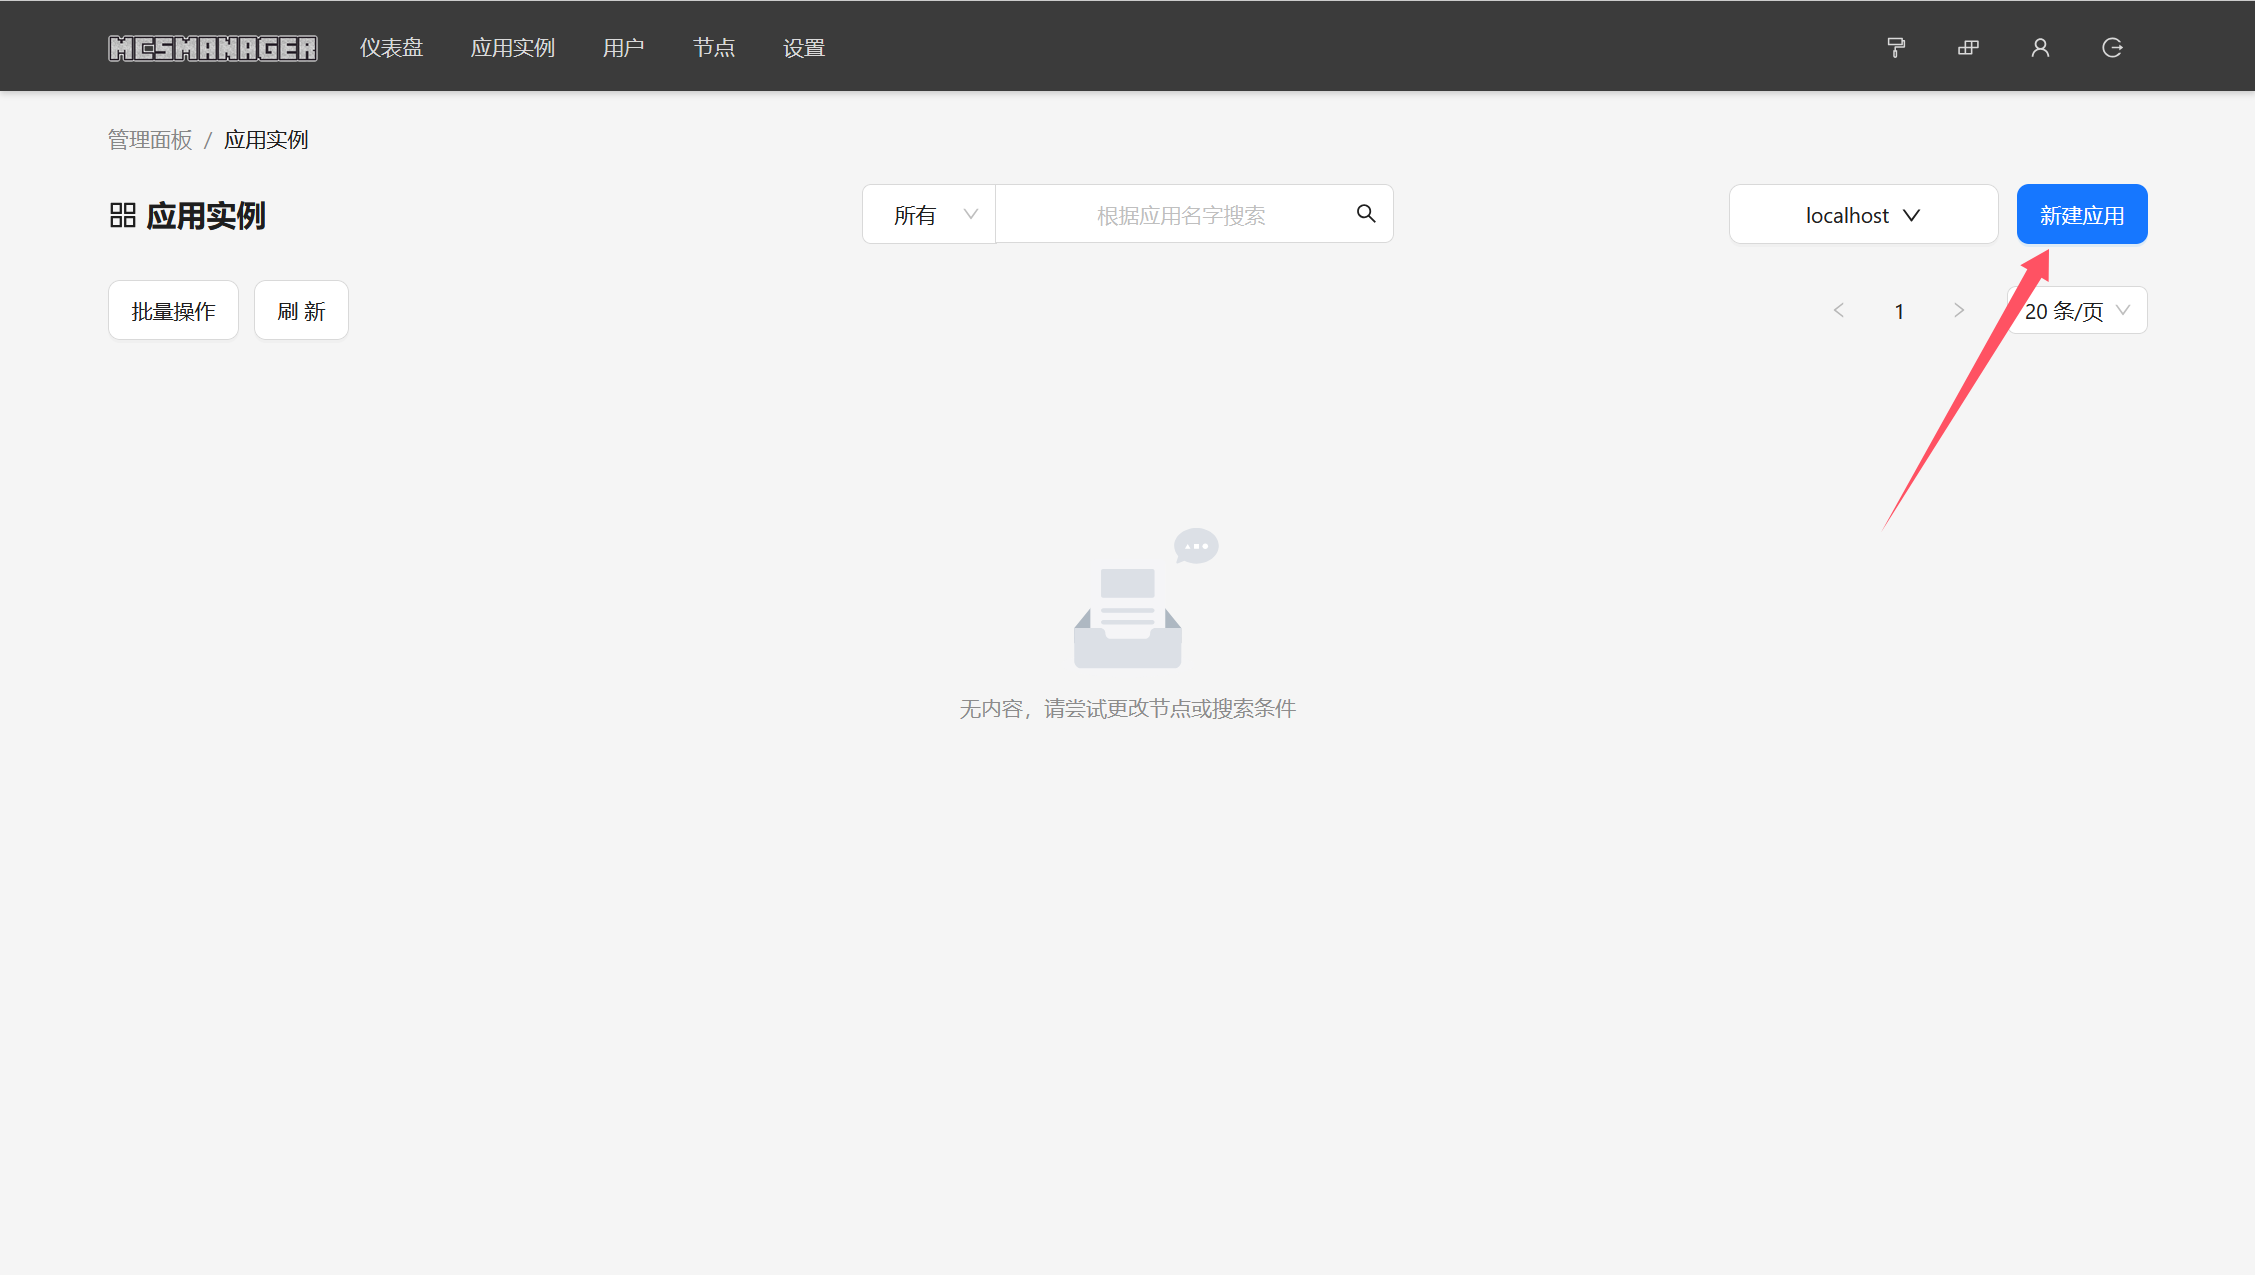 MCSMANAGER 仪表盘 应用实例 用户 节点 设置
管理面板 / 应用实例
应用实例 所有 根据应用名字搜索 localhost 新建应用
批量操作 刷 新 1 20 条/页
无内容，请尝试更改节点或搜索条件